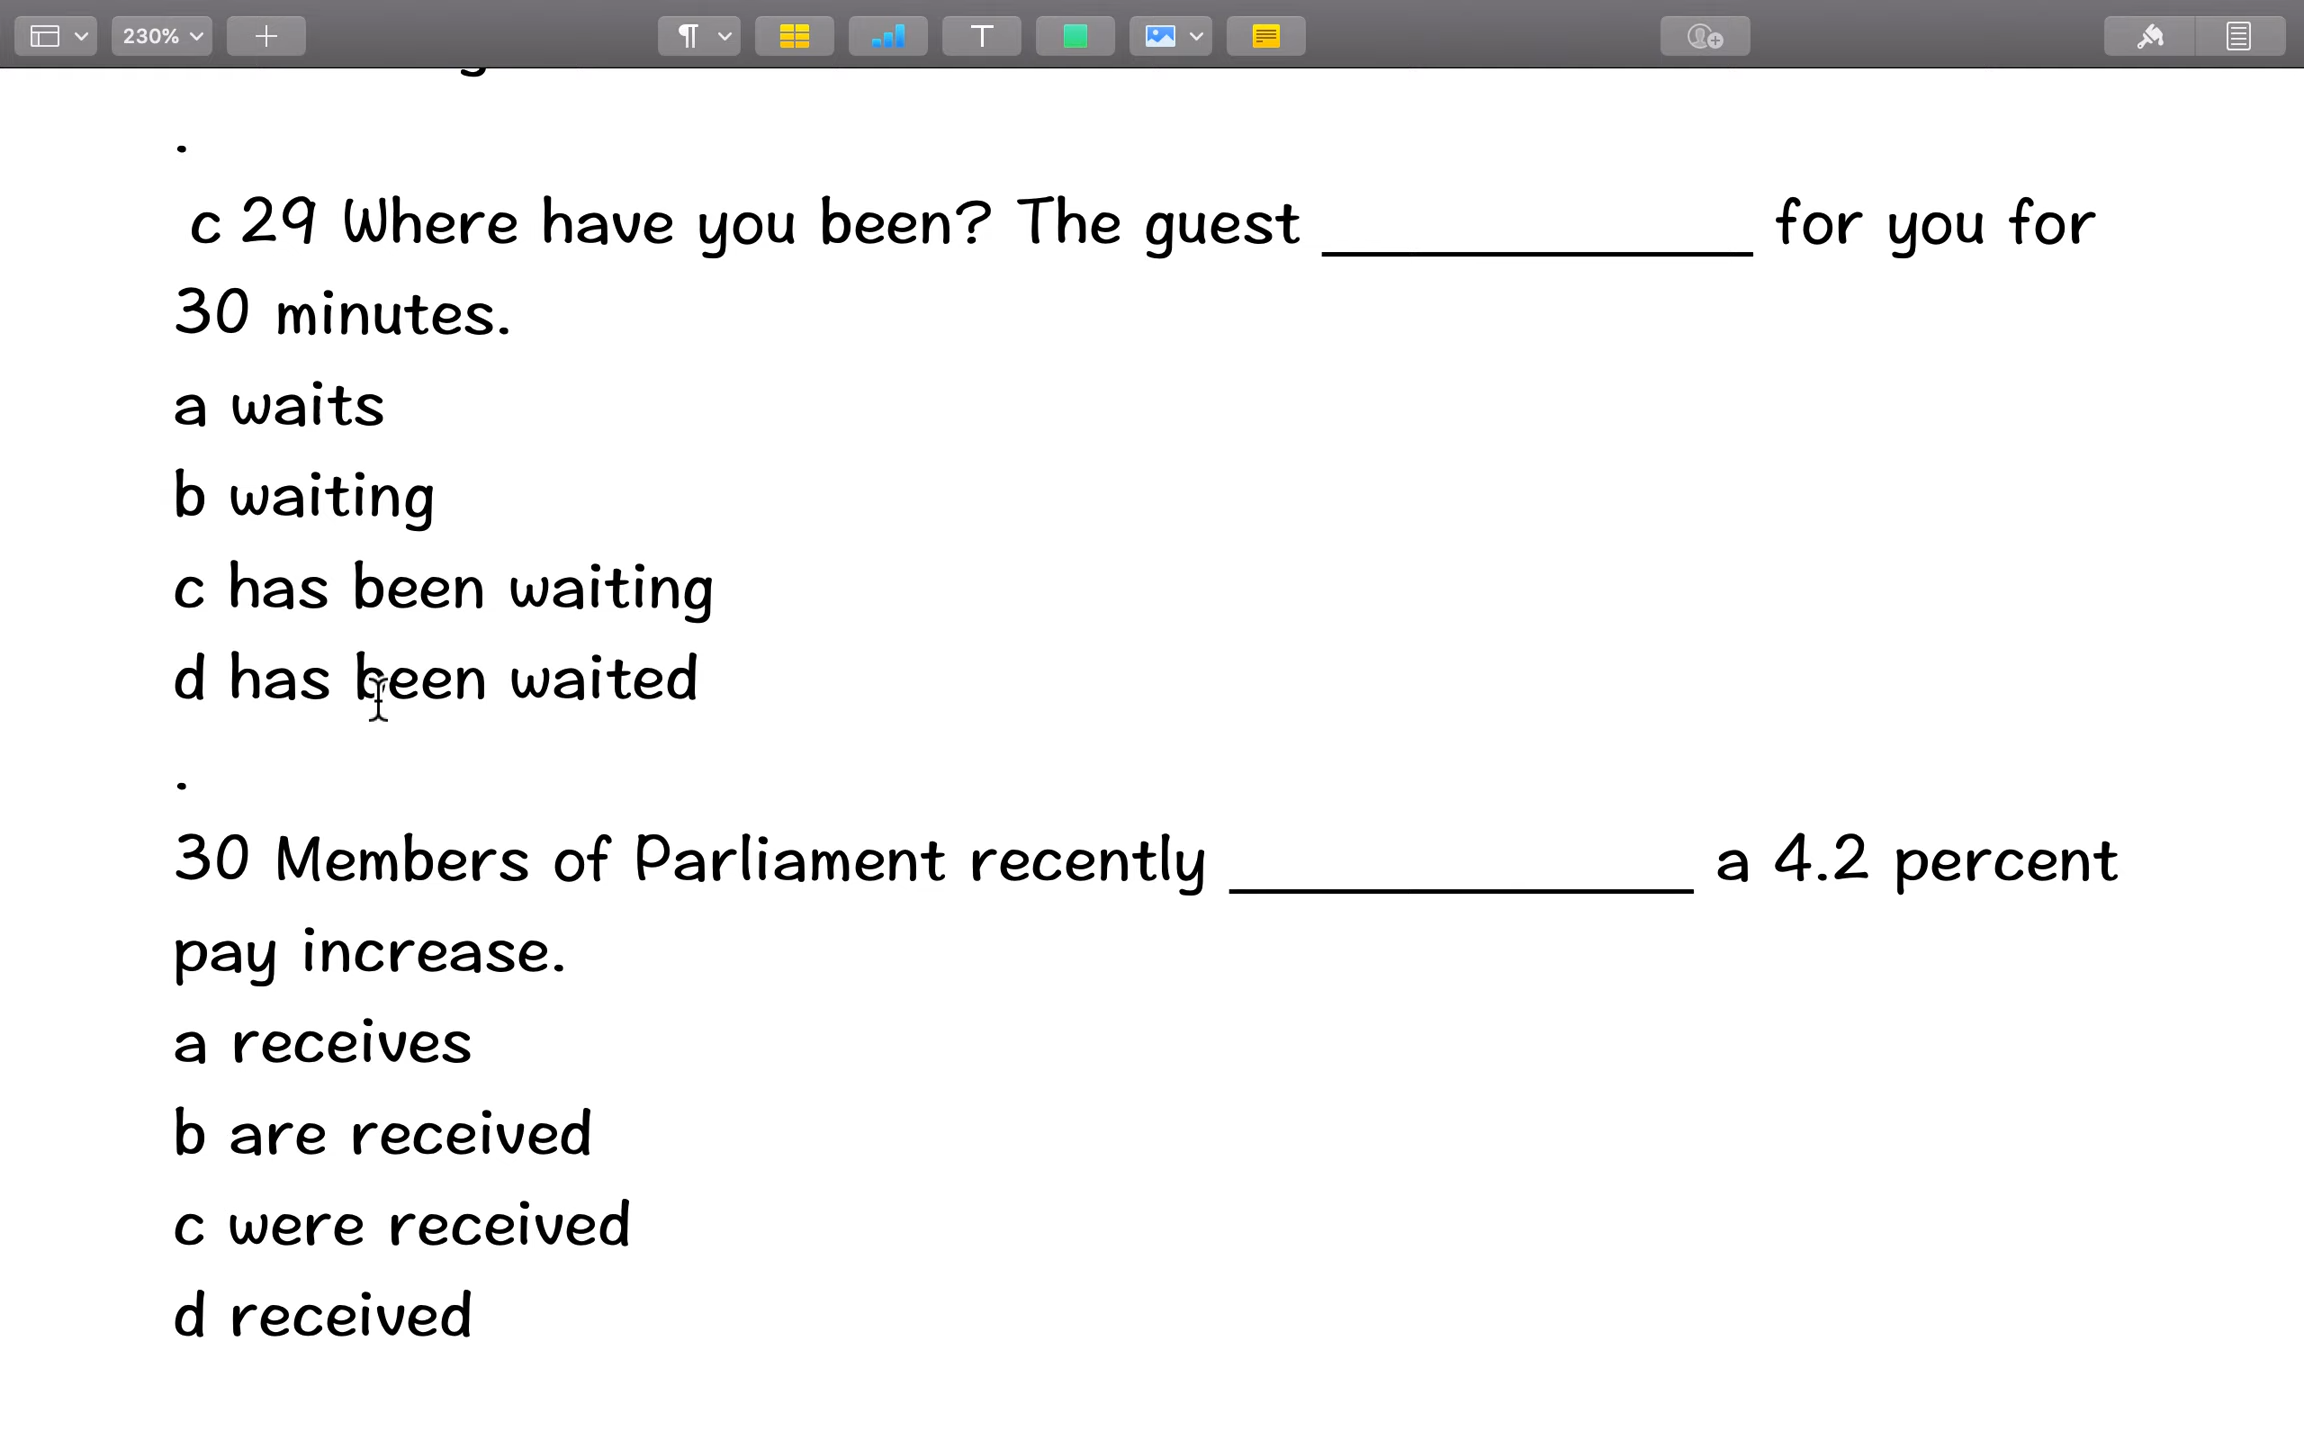 230%
.
c 29 Where have you been? The guest ______________ for you for
30 minutes.
a waits
b waiting
c has been waiting
d has been waited
.
30 Members of Parliament recently _______________ a 4.2 percent
pay increase.
a receives
b are received
c were received
d received